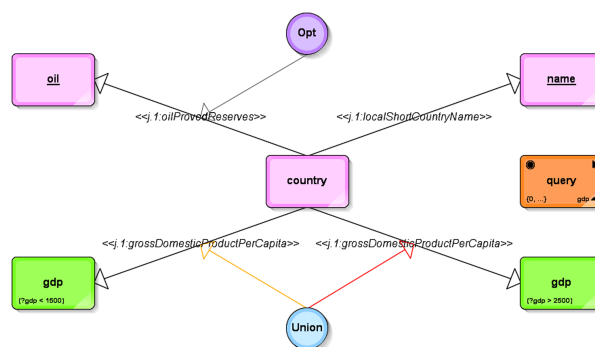 Opt
oil
name
<<j.1:oilProvedReserves>>
<<j.1:localShortCountryName>>
country
query
{0, ...}
gdp
<<j.1:grossDomesticProductPerCapita>>
<<j.1:grossDomesticProductPerCapita>>
gdp
[?gdp < 1500]
gdp
[?gdp > 2500]
Union